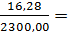 16,28
2300,00 =